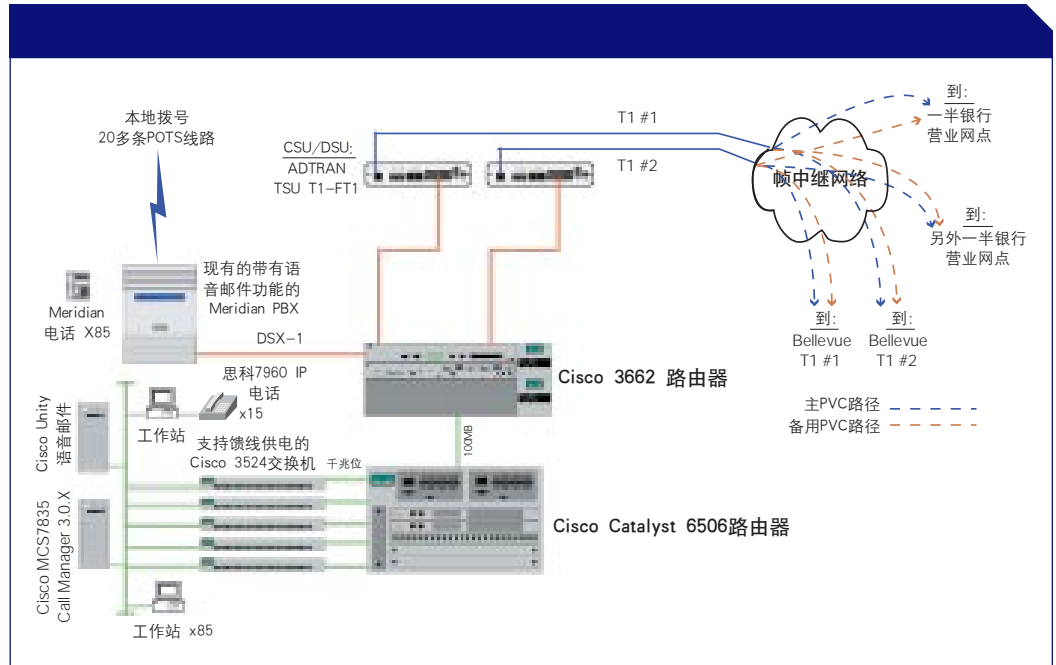 本地拨号
20多条POTS线路
CSU/DSU:
ADTRAN
TSU T1-FT1
T1 #1
T1 #2
帧中继网络
到:
一半银行
营业网点
到:
另外一半银行
营业网点
到:
Bellevue
T1 #1
到:
Bellevue
T1 #2
主PVC路径
备用PVC路径
Meridian
电话 X85
现有的带有语
音邮件功能的
Meridian PBX
DSX-1
Cisco 3662 路由器
思科7960 IP
电话
x15
工作站
Cisco Unity
语音邮件
支持馈线供电的
Cisco 3524交换机
千兆位
100MB
Cisco Catalyst 6506路由器
Cisco MCS7835
Call Manager 3.0.X
工作站 x85